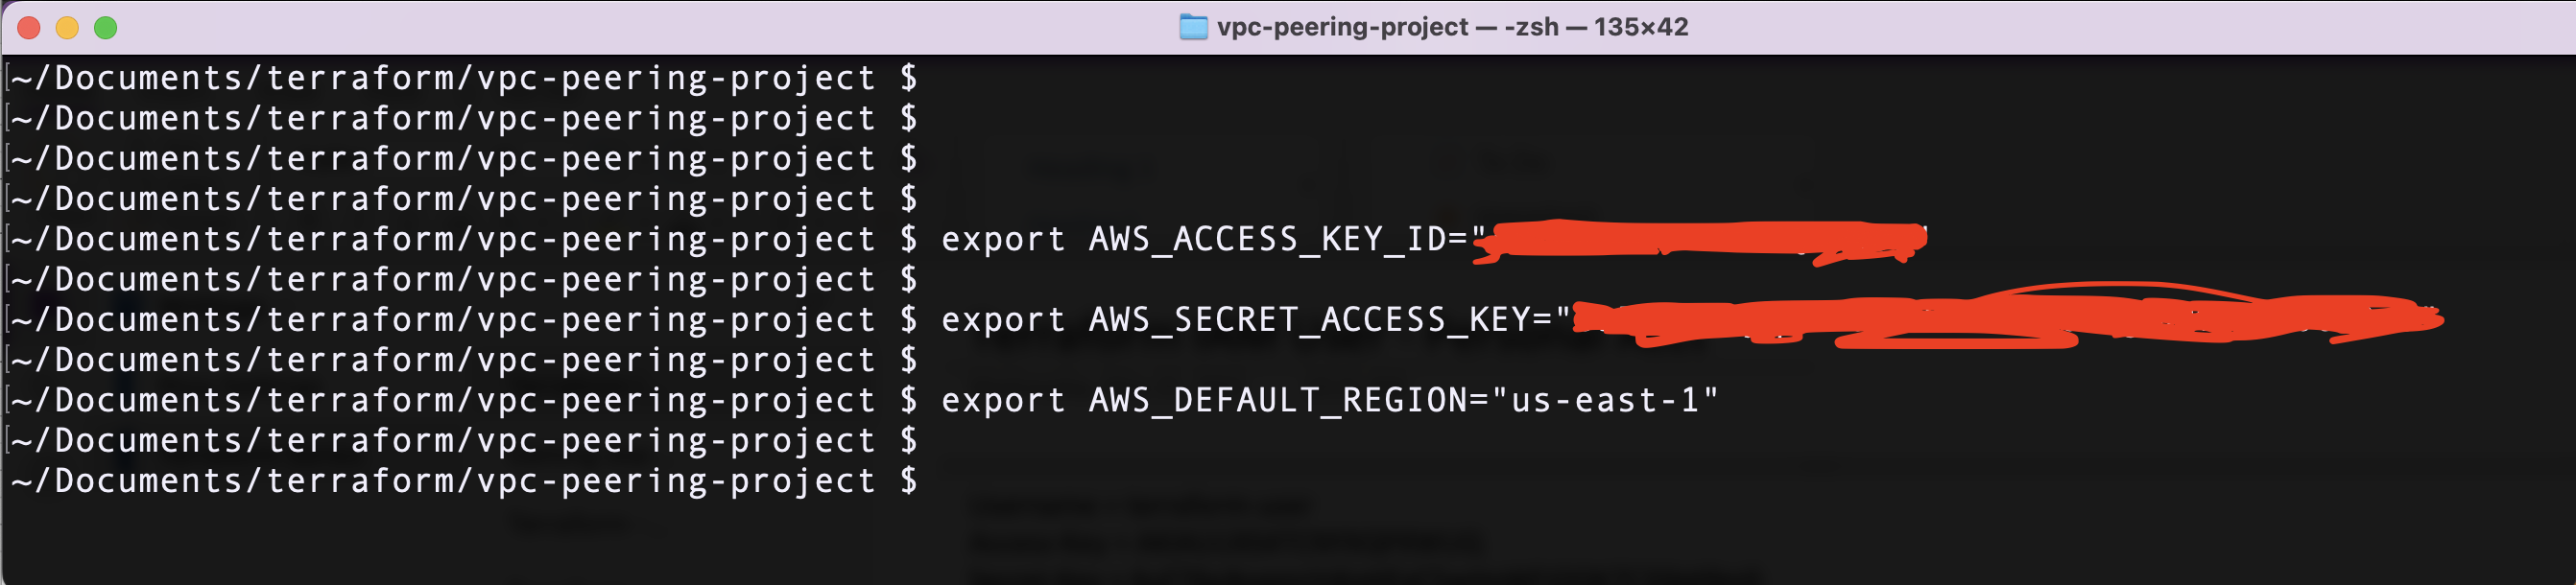 vpc-peering-project — -zsh — 135×42
~/Documents/terraform/vpc-peering-project $
~/Documents/terraform/vpc-peering-project $
~/Documents/terraform/vpc-peering-project $
~/Documents/terraform/vpc-peering-project $
~/Documents/terraform/vpc-peering-project $ export AWS_ACCESS_KEY_ID="
~/Documents/terraform/vpc-peering-project $
~/Documents/terraform/vpc-peering-project $ export AWS_SECRET_ACCESS_KEY="
~/Documents/terraform/vpc-peering-project $
~/Documents/terraform/vpc-peering-project $ export AWS_DEFAULT_REGION="us-east-1"
~/Documents/terraform/vpc-peering-project $
~/Documents/terraform/vpc-peering-project $